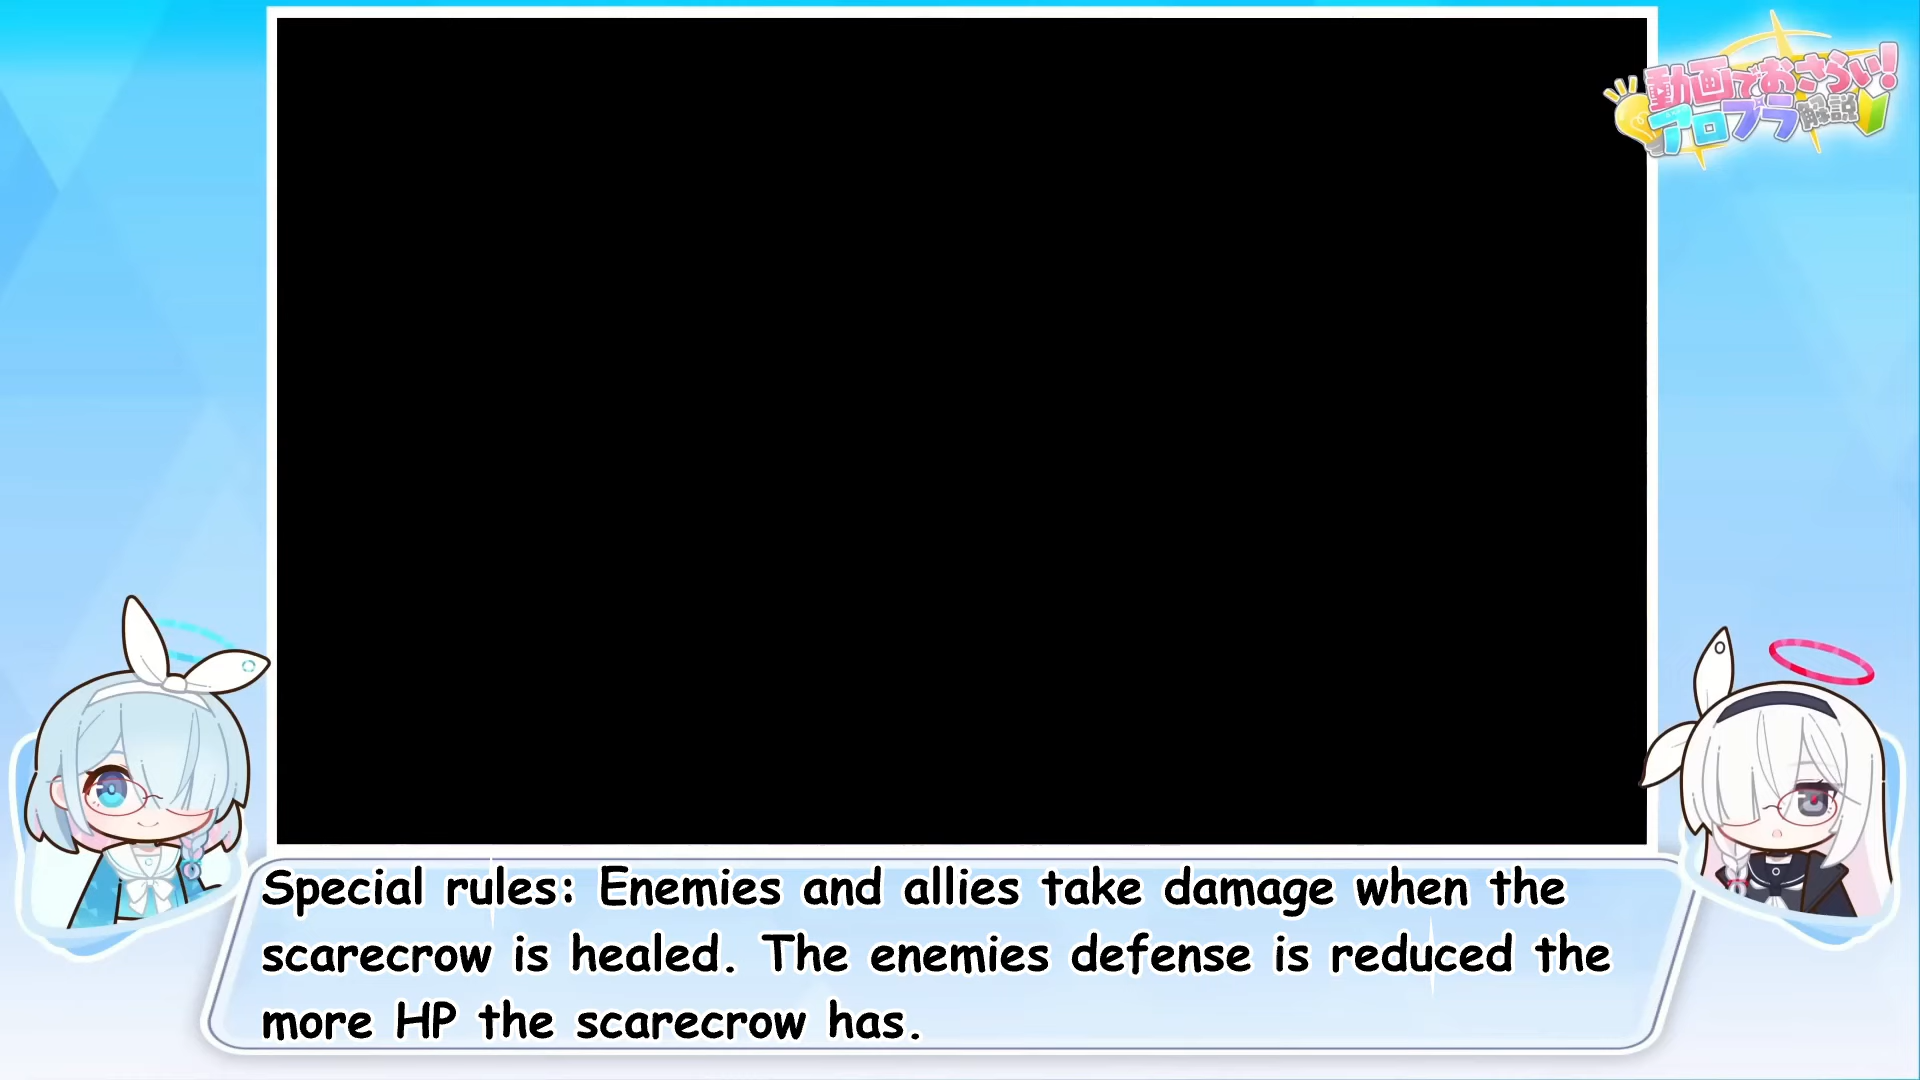 動画でおさらい!
アロプラ解説
Special rules: Enemies and allies take damage when the
scarecrow is healed. The enemies defense is reduced the
more HP the scarecrow has.